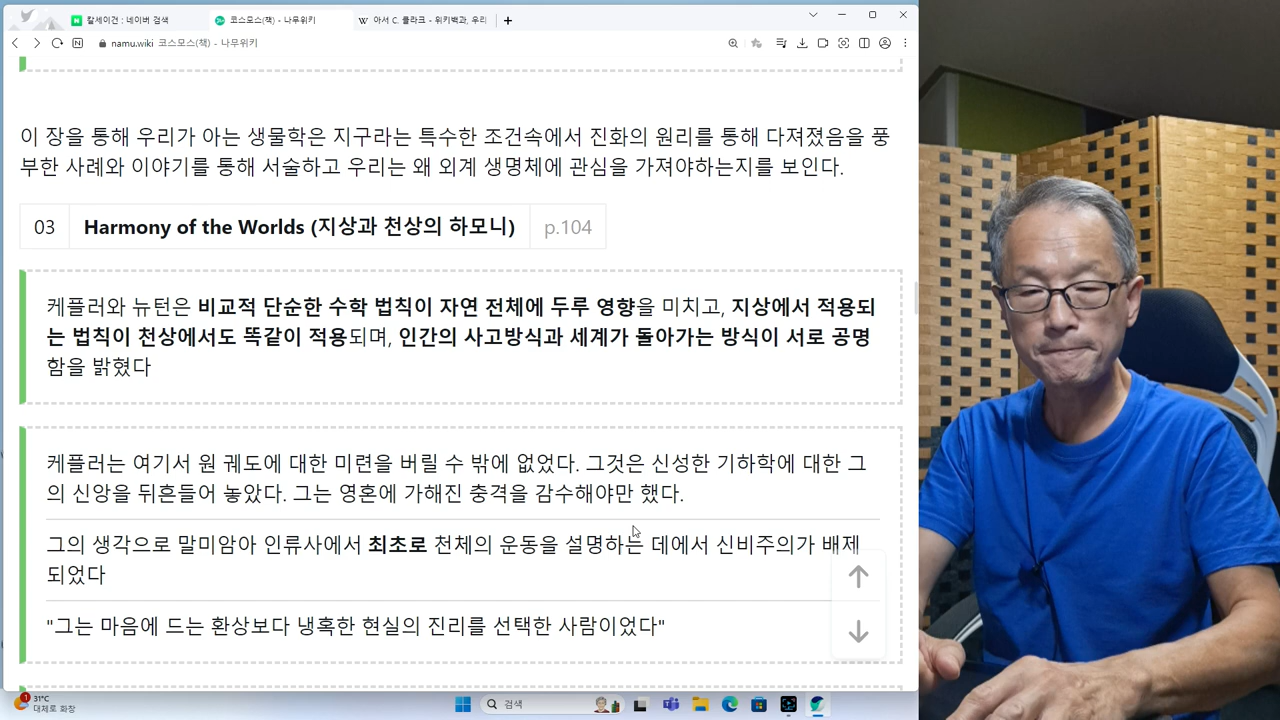 칼세이건 : 네이버 검색
코스모스(책) - 나무위키
아서 C. 클라크 - 위키백과, 우리
namu.wiki 코스모스(책) - 나무위키
이 장을 통해 우리가 아는 생물학은 지구라는 특수한 조건속에서 진화의 원리를 통해 다져졌음을 풍
부한 사례와 이야기를 통해 서술하고 우리는 왜 외계 생명체에 관심을 가져야하는지를 보인다.
03 Harmony of the Worlds (지상과 천상의 하모니) p.104
케플러와 뉴턴은 비교적 단순한 수학 법칙이 자연 전체에 두루 영향을 미치고, 지상에서 적용되
는 법칙이 천상에서도 똑같이 적용되며, 인간의 사고방식과 세계가 돌아가는 방식이 서로 공명
함을 밝혔다
케플러는 여기서 원 궤도에 대한 미련을 버릴 수 밖에 없었다. 그것은 신성한 기하학에 대한 그
의 신앙을 뒤흔들어 놓았다. 그는 영혼에 가해진 충격을 감수해야만 했다.
그의 생각으로 말미암아 인류사에서 최초로 천체의 운동을 설명하는 데에서 신비주의가 배제
되었다
"그는 마음에 드는 환상보다 냉혹한 현실의 진리를 선택한 사람이었다"
1
31°C
대체로 화창
검색